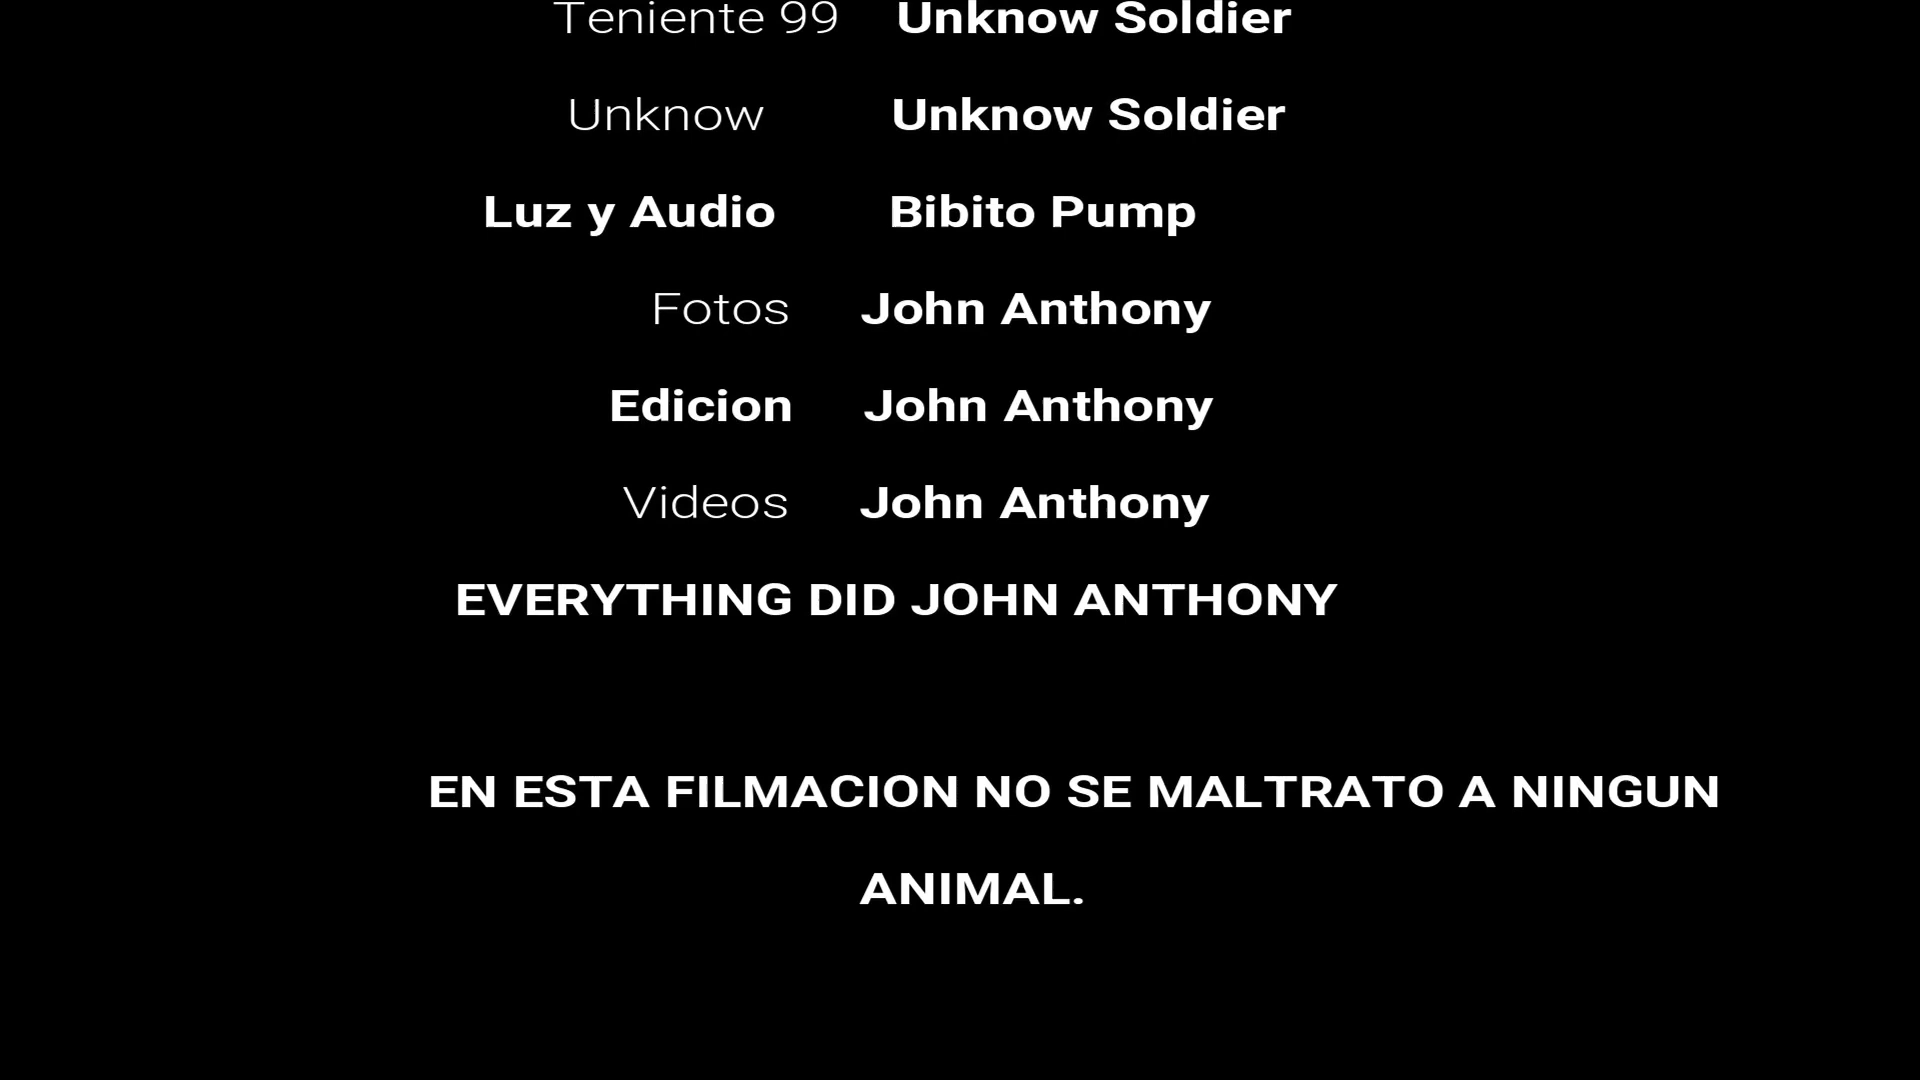 Teniente 99 Unknow Soldier
Unknow Unknow Soldier
Luz y Audio Bibito Pump
Fotos John Anthony
Edicion John Anthony
Videos John Anthony
EVERYTHING DID JOHN ANTHONY
EN ESTA FILMACION NO SE MALTRATO A NINGUN
ANIMAL.